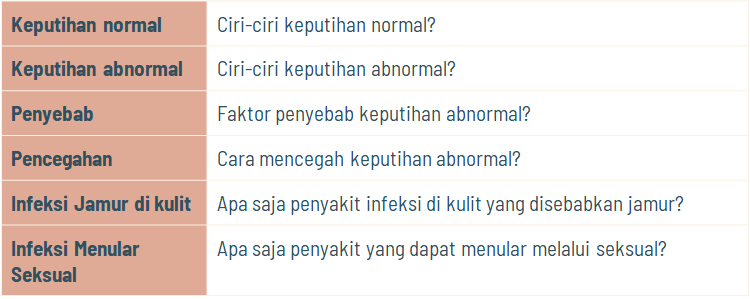 Keputihan normal
Ciri-ciri keputihan normal?
Keputihan abnormal
Ciri-ciri keputihan abnormal?
Penyebab
Faktor penyebab keputihan abnormal?
Pencegahan
Cara mencegah keputihan abnormal?
Infeksi Jamur di kulit
Apa saja penyakit infeksi di kulit yang disebabkan jamur?
Infeksi Menular
Seksual
Apa saja penyakit yang dapat menular melalui seksual?